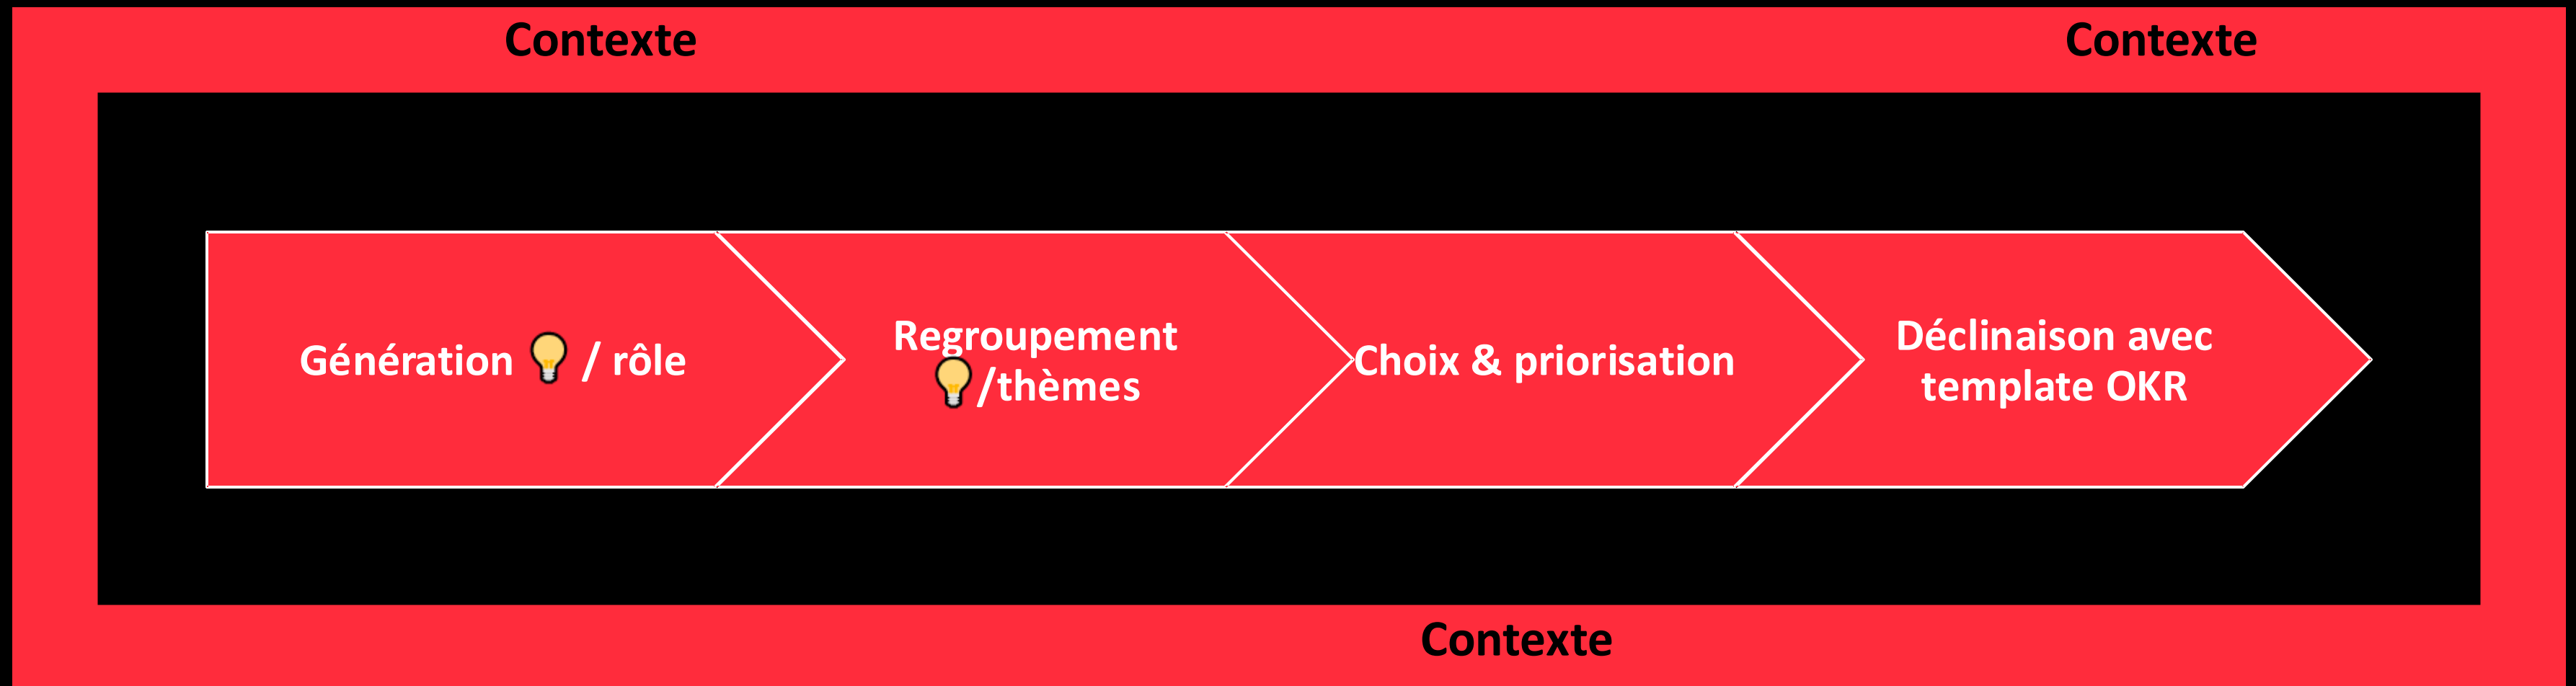 Contexte
Contexte
Génération 💡 / rôle
Regroupement
💡/thèmes
Choix & priorisation
Déclinaison avec
template OKR
Contexte